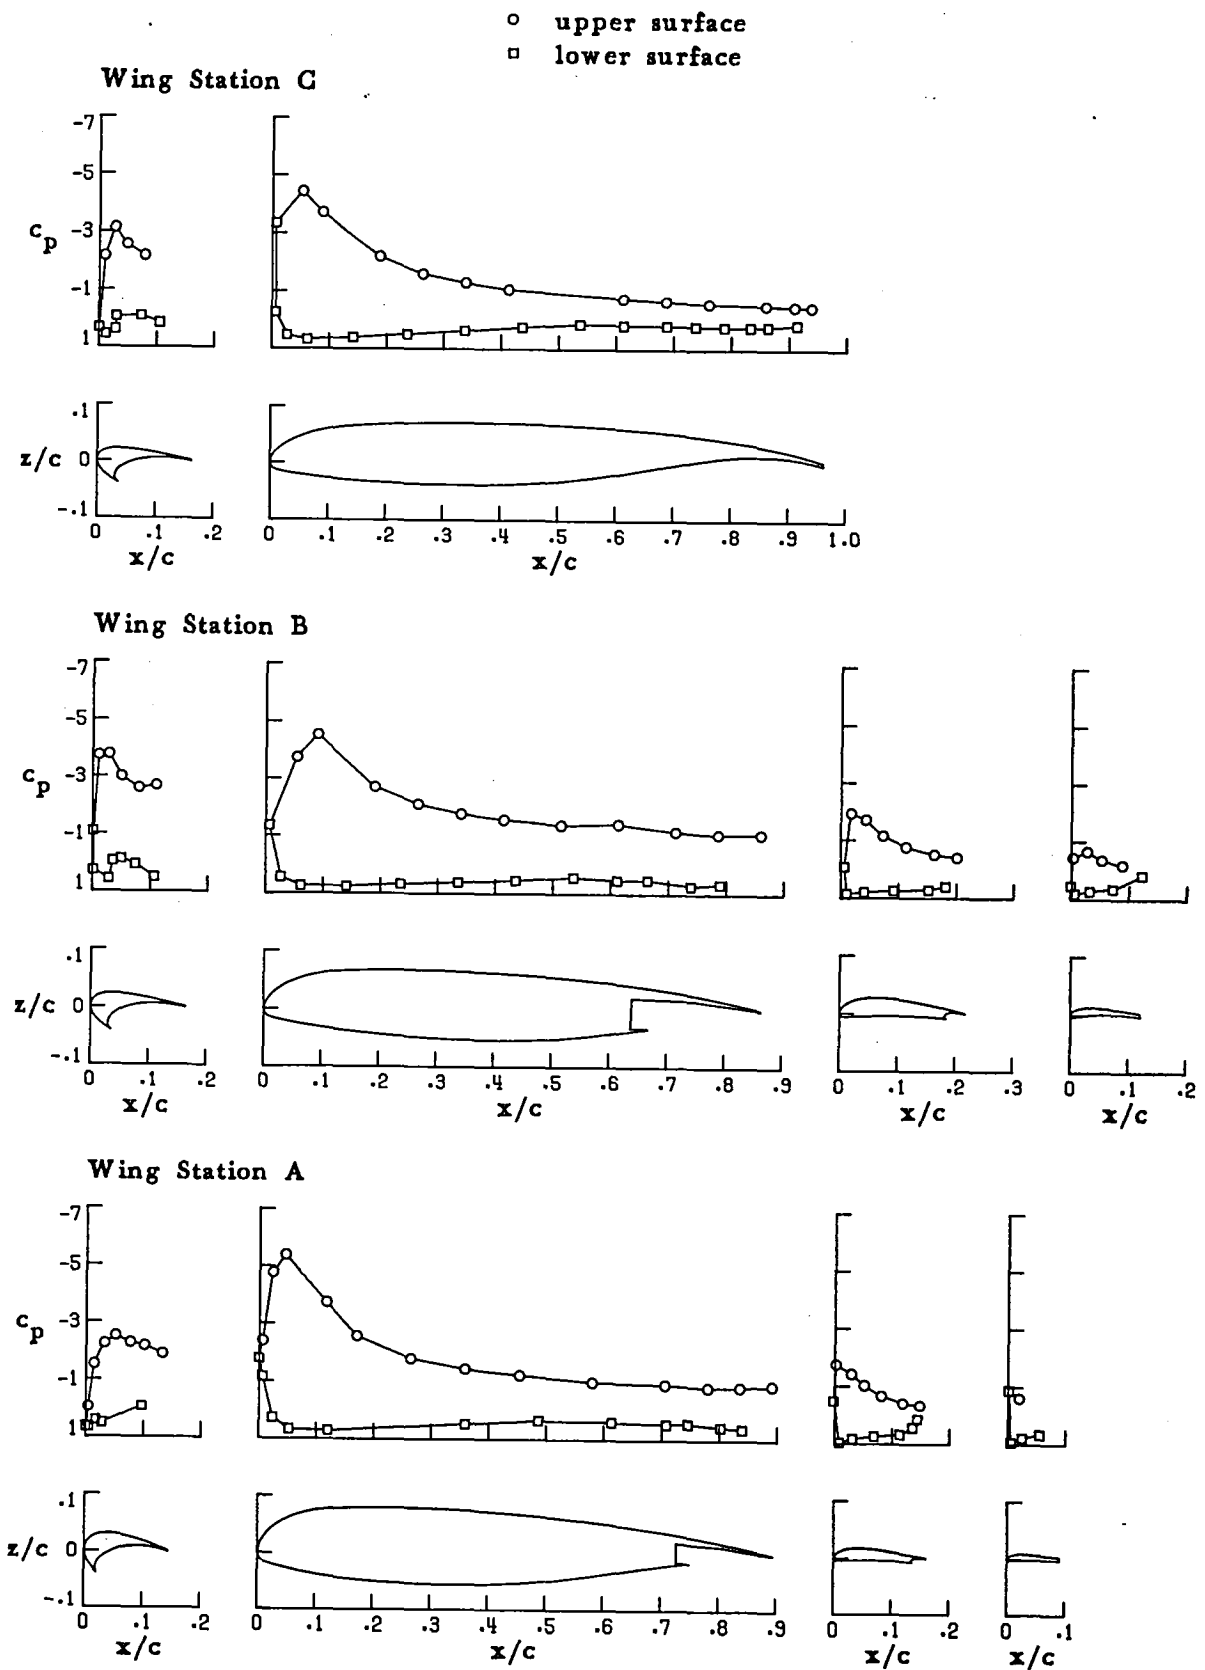 upper surface
lower surface
Wing Station C
-7
-5
-3
-1
1
cp
.1
0
-.1
z/c
0 .1 .2
x/c
0 .1 .2 .3 .4 .5 .6 .7 .8 .9 1.0
x/c
Wing Station B
-7
-5
-3
-1
1
cp
.1
0
-.1
z/c
0 .1 .2
x/c
0 .1 .2 .3 .4 .5 .6 .7 .8 .9
x/c
0 .1 .2 .3
x/c
0 .1 .2
x/c
Wing Station A
-7
-5
-3
-1
1
cp
.1
0
-.1
z/c
0 .1 .2
x/c
0 .1 .2 .3 .4 .5 .6 .7 .8 .9
x/c
0 .1 .2
x/c
0 .1
x/c